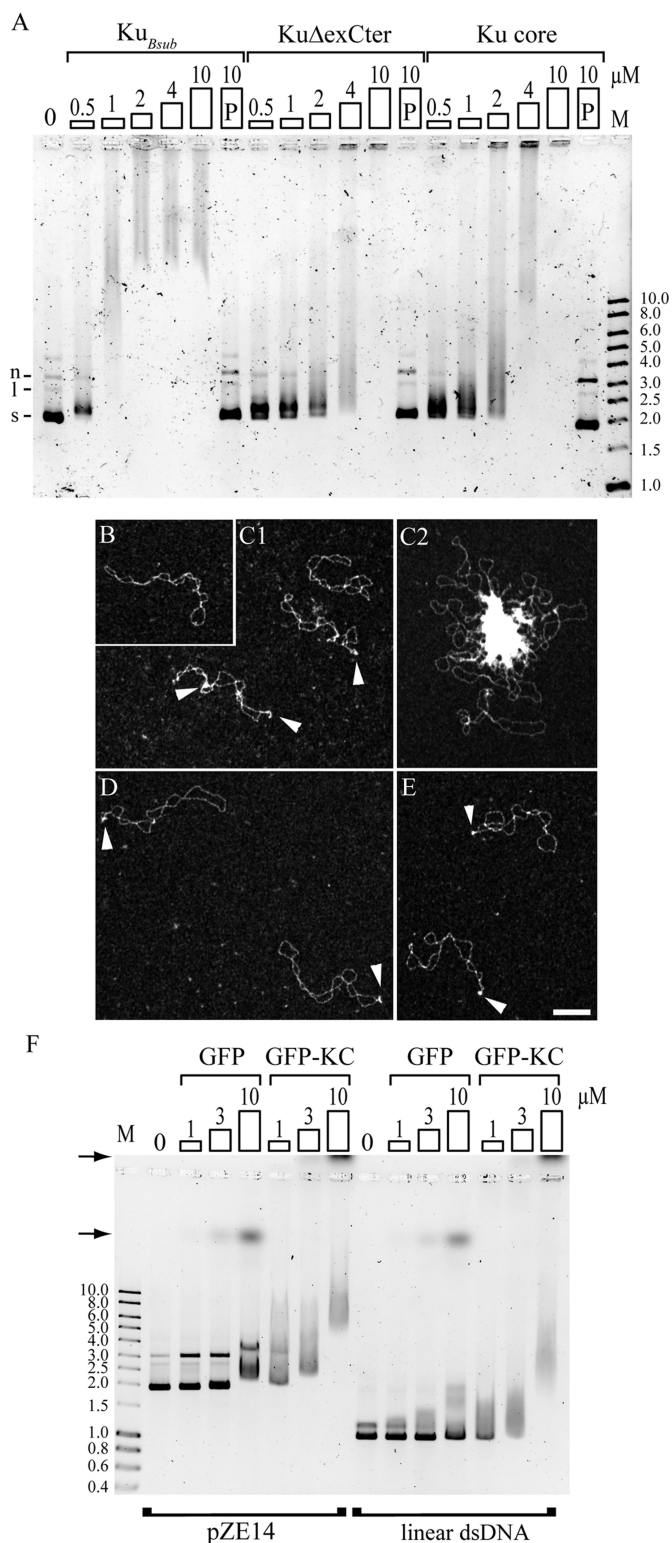 A
Ku_Bsub KuΔexCter Ku core
0 0.5 1 2 4 10 10 0.5 1 2 4 10 10 0.5 1 2 4 10 10 μM
P P P M
n
l
s
10.0
8.0
6.0
5.0
4.0
3.0
2.5
2.0
1.5
1.0
B C1 C2
D E
F
GFP GFP-KC GFP GFP-KC
M 0 1 3 10 1 3 10 0 1 3 10 1 3 10 μM
10.0
8.0
6.0
5.0
4.0
3.0
2.5
2.0
1.5
1.0
0.8
0.6
0.4
pZE14 linear dsDNA